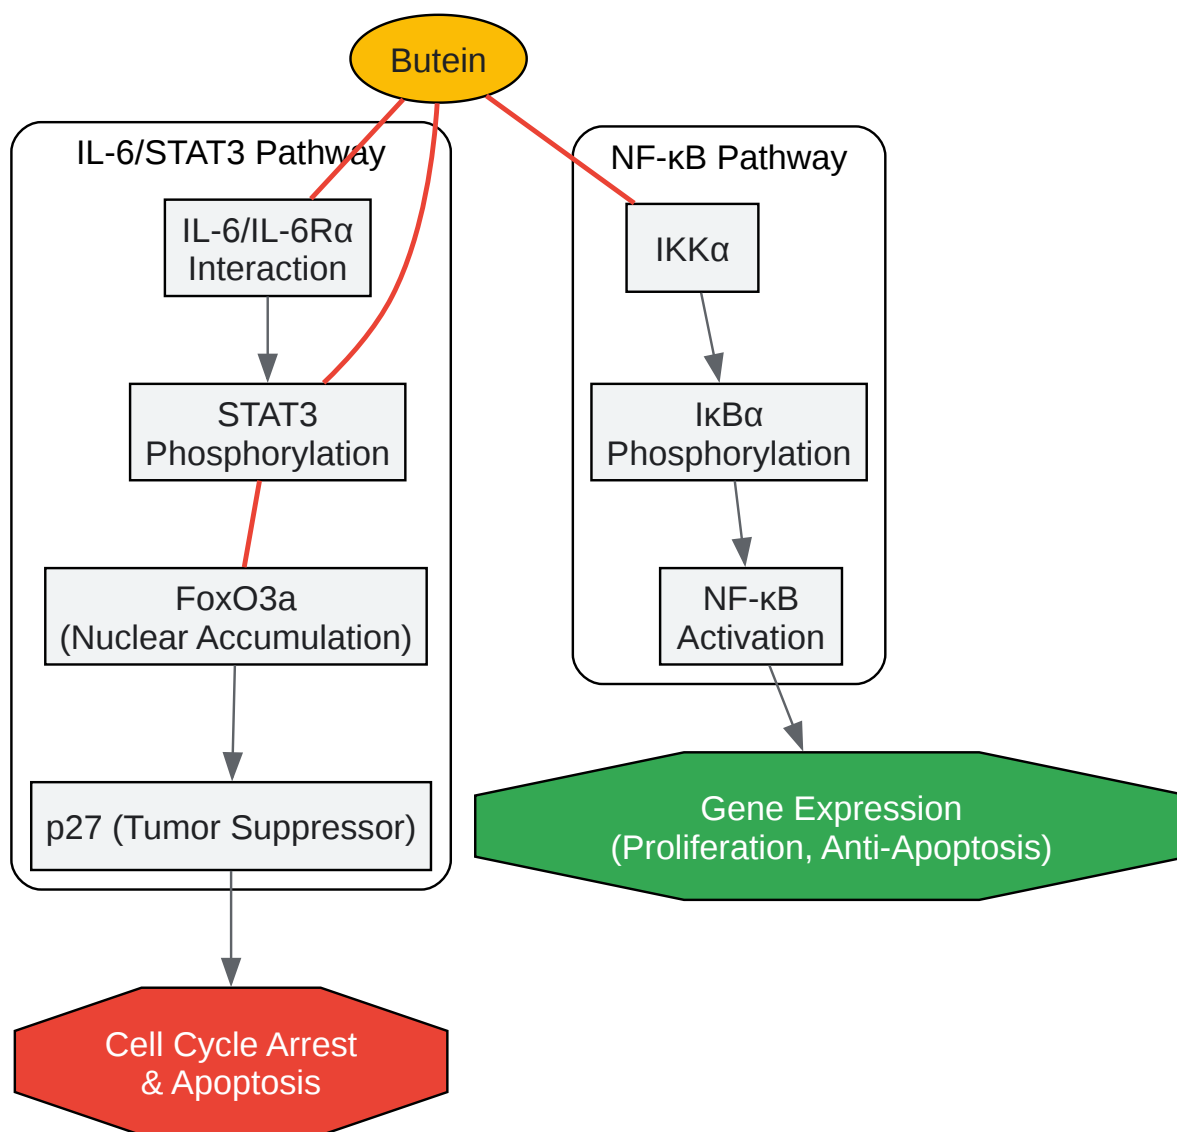 Butein
IL-6/STAT3 Pathway
IL-6/IL-6Rα
Interaction
STAT3
Phosphorylation
FoxO3a
(Nuclear Accumulation)
p27 (Tumor Suppressor)
Cell Cycle Arrest
& Apoptosis
NF-κB Pathway
IKKα
IκBα
Phosphorylation
NF-κB
Activation
Gene Expression
(Proliferation, Anti-Apoptosis)